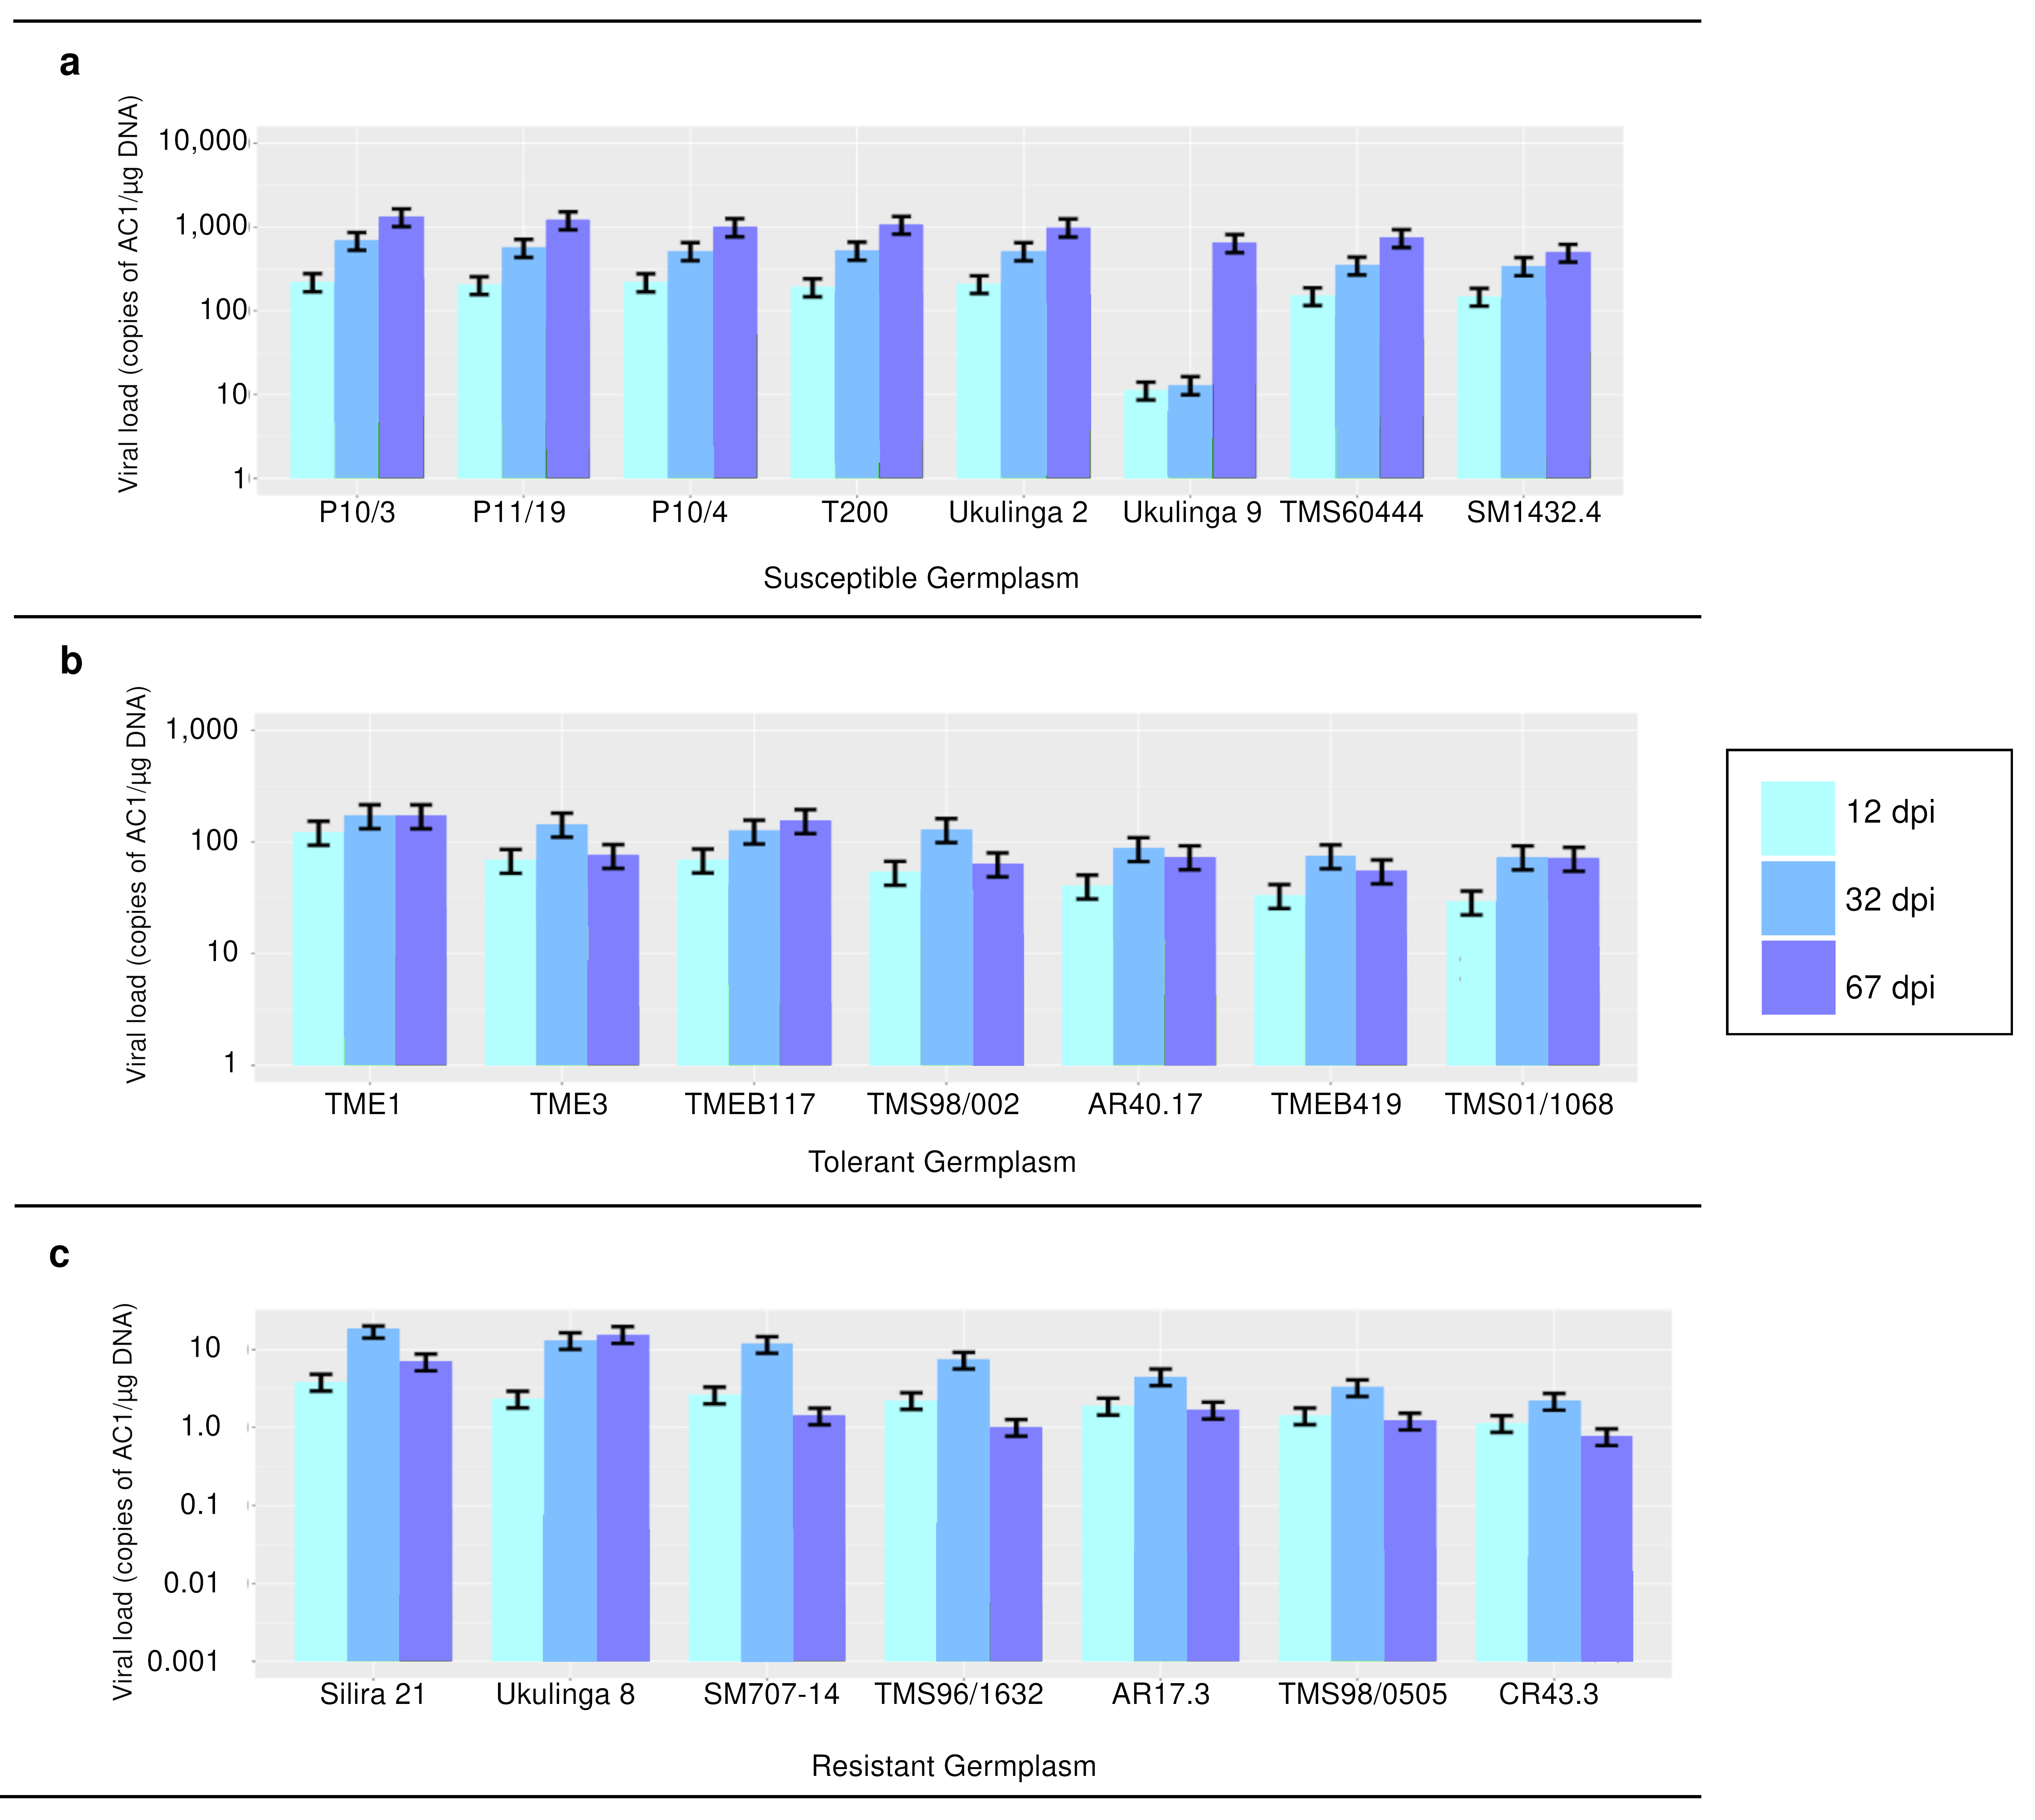 a
Viral load (copies of AC1/µg DNA)
10,000
1,000
100
10
1
P10/3 P11/19 P10/4 T200 Ukulinga 2 Ukulinga 9 TMS60444 SM1432.4
Susceptible Germplasm
b
Viral load (copies of AC1/µg DNA)
1,000
100
10
1
TME1 TME3 TMEB117 TMS98/002 AR40.17 TMEB419 TMS01/1068
Tolerant Germplasm
12 dpi
32 dpi
67 dpi
c
Viral load (copies of AC1/µg DNA)
10
1.0
0.1
0.01
0.001
Silira 21 Ukulinga 8 SM707-14 TMS96/1632 AR17.3 TMS98/0505 CR43.3
Resistant Germplasm